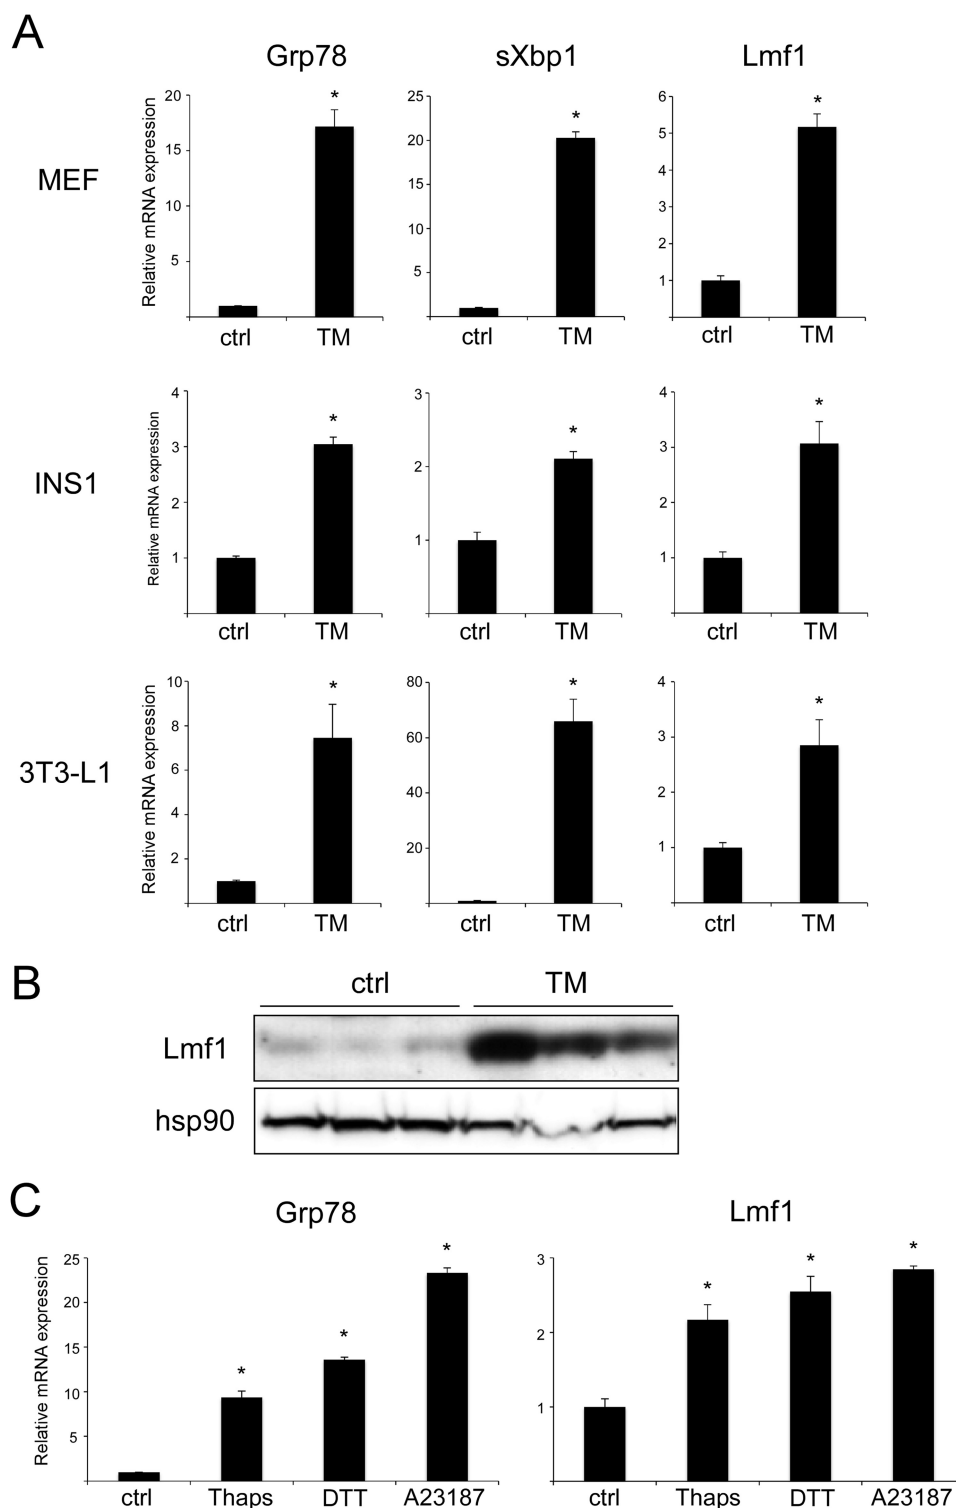 A
Grp78 sXbp1 Lmf1
MEF
Relative mRNA expression
20
15
10
5
*
ctrl TM
25
20
15
10
5
*
ctrl TM
6
5
4
3
2
1
*
ctrl TM
INS1
Relative mRNA expression
4
3
2
1
*
ctrl TM
3
2
1
*
ctrl TM
4
3
2
1
*
ctrl TM
3T3-L1
Relative mRNA expression
10
8
6
4
2
*
ctrl TM
80
60
40
20
*
ctrl TM
4
3
2
1
*
ctrl TM
B
ctrl TM
Lmf1
hsp90
C
Grp78
Relative mRNA expression
25
20
15
10
5
* * *
ctrl Thaps DTT A23187
Lmf1
3
2
1
* * *
ctrl Thaps DTT A23187